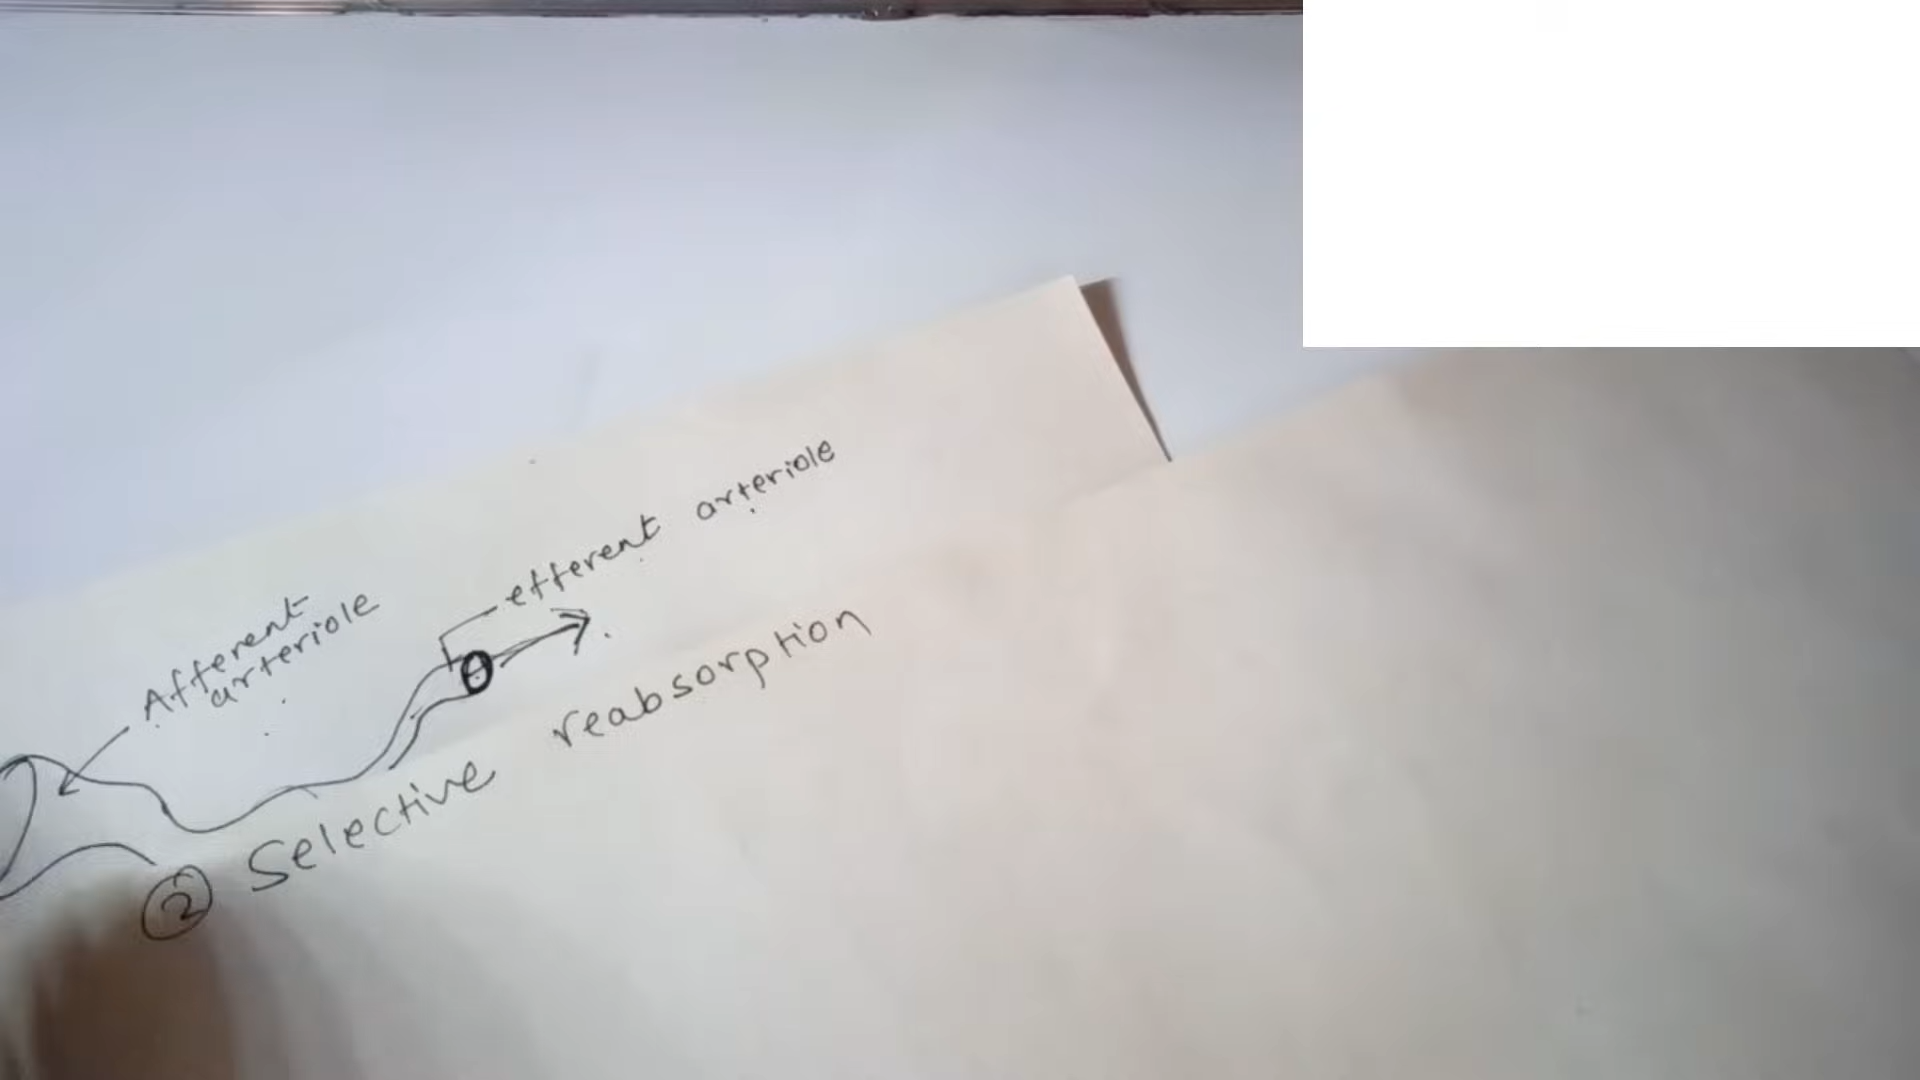 efferent arteriole
Afferent
arteriole
② Selective reabsorption